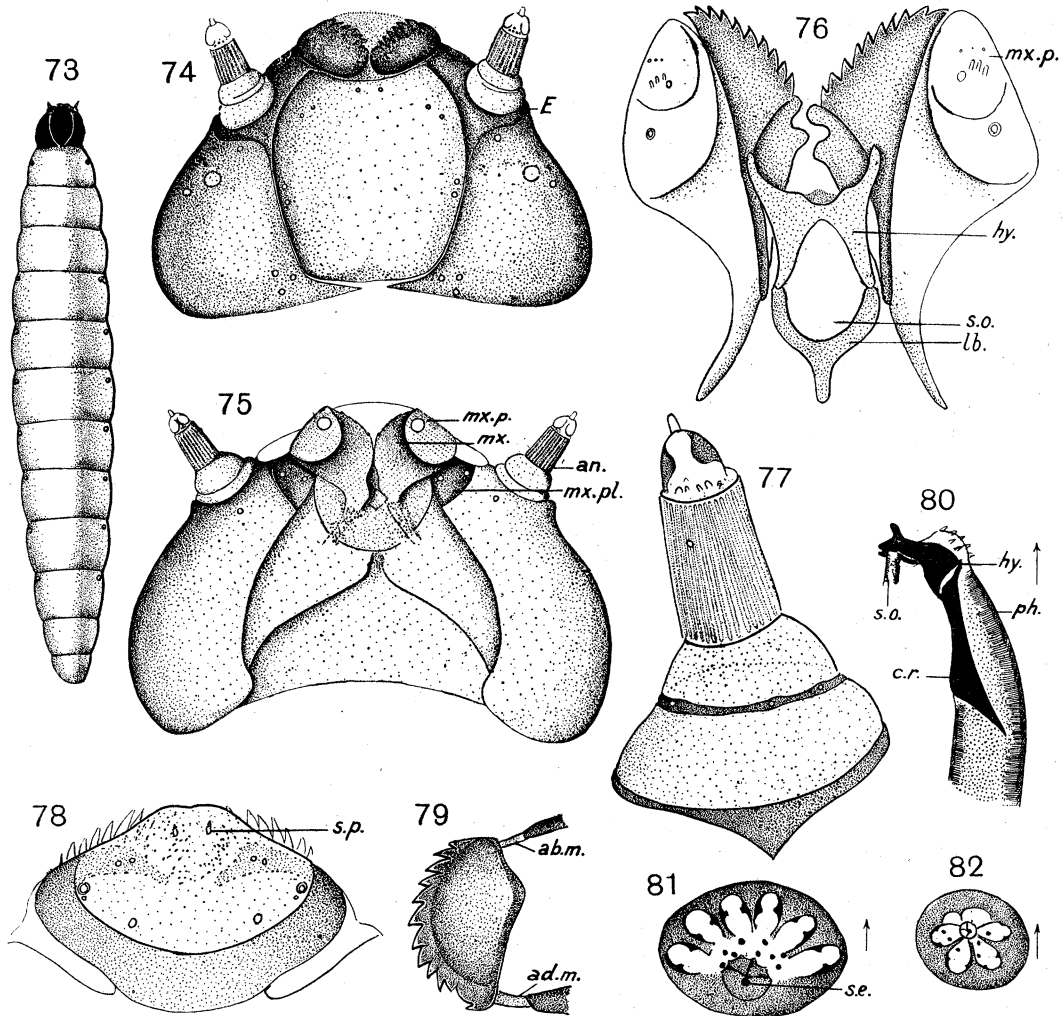 73
74
E
76
mx.p.
hy.
s.o.
lb.
75
mx.p.
mx.
an.
mx.pl.
77
80
hy.
s.o.
ph.
c.r.
78
s.p.
79
ab.m.
ad.m.
81
s.e.
82